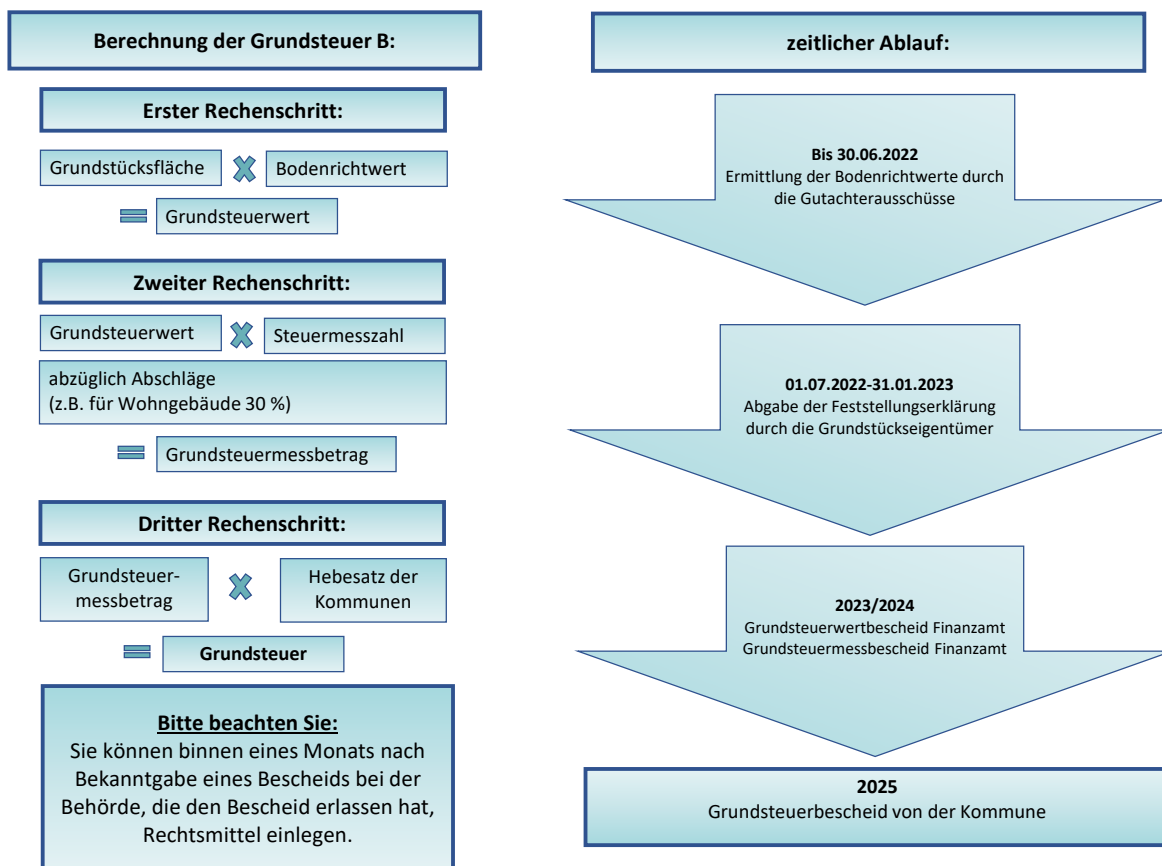 Berechnung der Grundsteuer B:
Erster Rechenschritt:
Grundstücksfläche
Bodenrichtwert
Grundsteuerwert
Zweiter Rechenschritt:
Grundsteuerwert
Steuermesszahl
abzüglich Abschläge
(z.B. für Wohngebäude 30 %)
Grundsteuermessbetrag
Dritter Rechenschritt:
Grundsteuer-
messbetrag
Hebesatz der
Kommunen
Grundsteuer
Bitte beachten Sie:
Sie können binnen eines Monats nach
Bekanntgabe eines Bescheids bei der
Behörde, die den Bescheid erlassen hat,
Rechtsmittel einlegen.
zeitlicher Ablauf:
Bis 30.06.2022
Ermittlung der Bodenrichtwerte durch
die Gutachterausschüsse
01.07.2022-31.01.2023
Abgabe der Feststellungserklärung
durch die Grundstückseigentümer
2023/2024
Grundsteuerwertbescheid Finanzamt
Grundsteuermessbescheid Finanzamt
2025
Grundsteuerbescheid von der Kommune